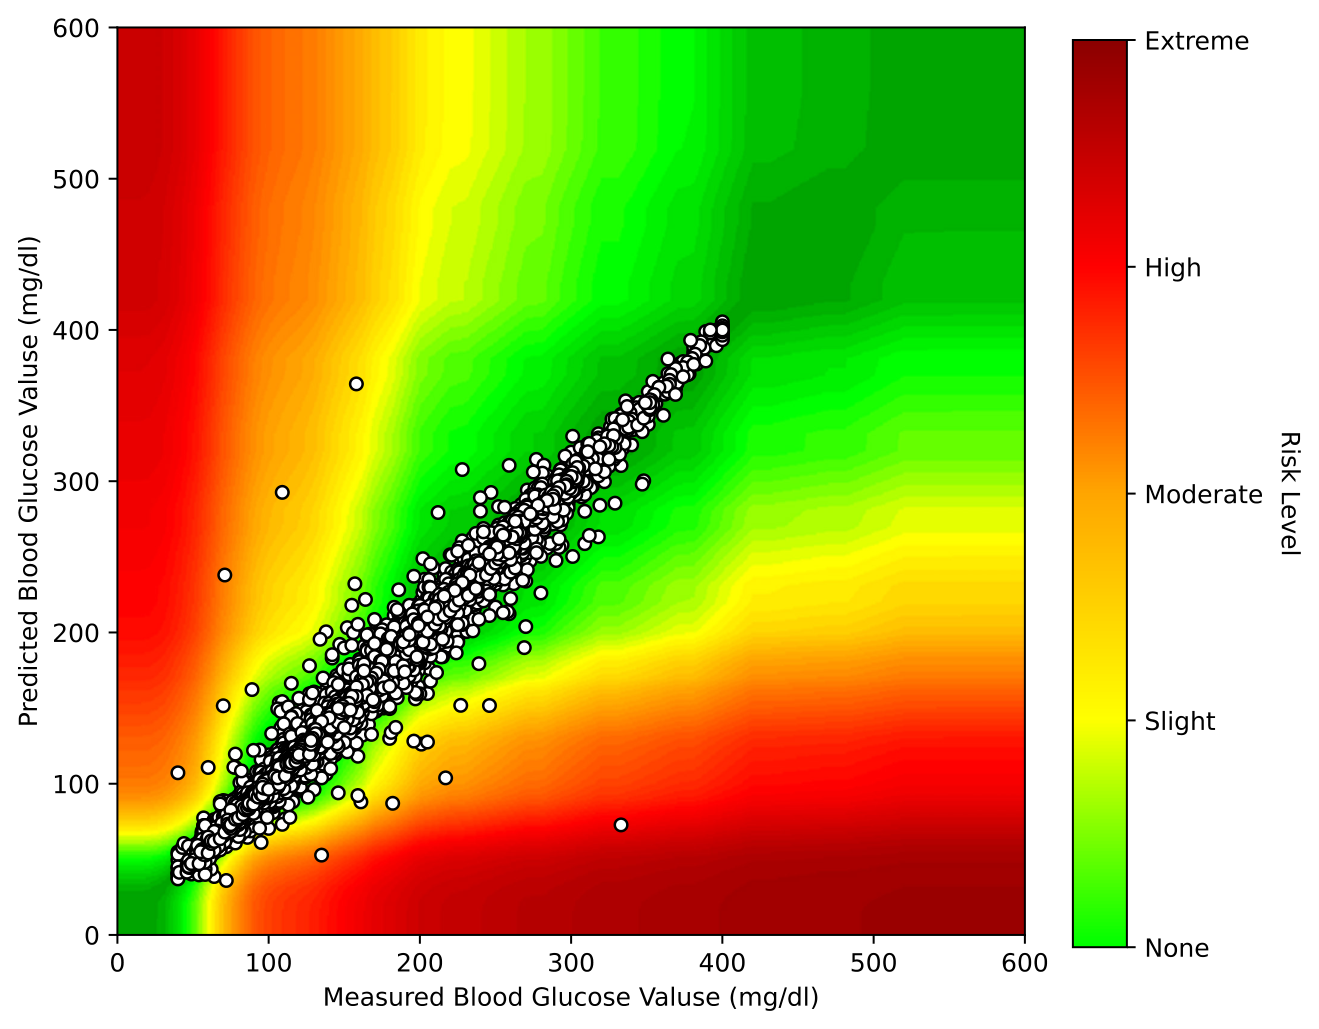 600
500
400
300
200
100
0
Predicted Blood Glucose Valuse (mg/dl)
0 100 200 300 400 500 600
Measured Blood Glucose Valuse (mg/dl)
Extreme
High
Moderate
Slight
None
Risk Level